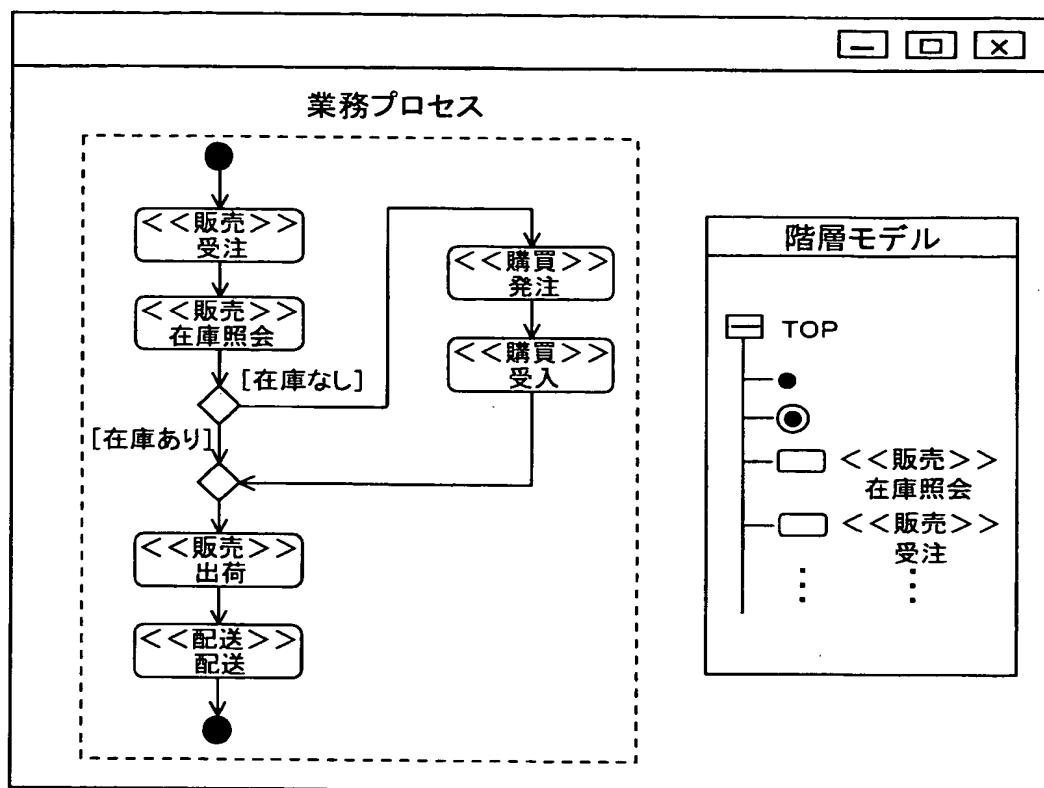 業務プロセス
<<販売>>
受注
<<販売>>
在庫照会
[在庫なし]
[在庫あり]
<<購買>>
発注
<<購買>>
受入
<<販売>>
出荷
<<配送>>
配送
階層モデル
TOP
<<販売>>
在庫照会
<<販売>>
受注